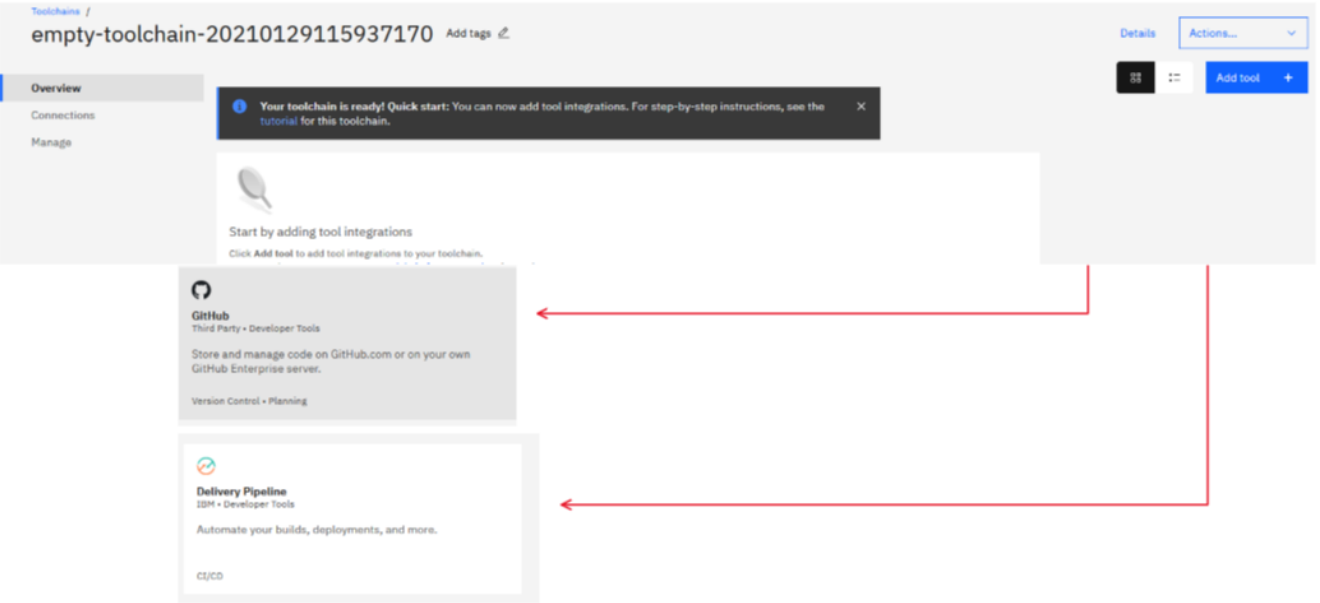 Toolchains /
empty-toolchain-20210129115937170 Add tags
Details Actions...
Add tool +
Overview
Connections
Manage
Your toolchain is ready! Quick start: You can now add tool integrations. For step-by-step instructions, see the
tutorial for this toolchain.
Start by adding tool integrations
Click Add tool to add tool integrations to your toolchain.
GitHub
Third Party • Developer Tools
Store and manage code on GitHub.com or on your own
GitHub Enterprise server.
Version Control • Planning
Delivery Pipeline
IBM • Developer Tools
Automate your builds, deployments, and more.
CI/CD